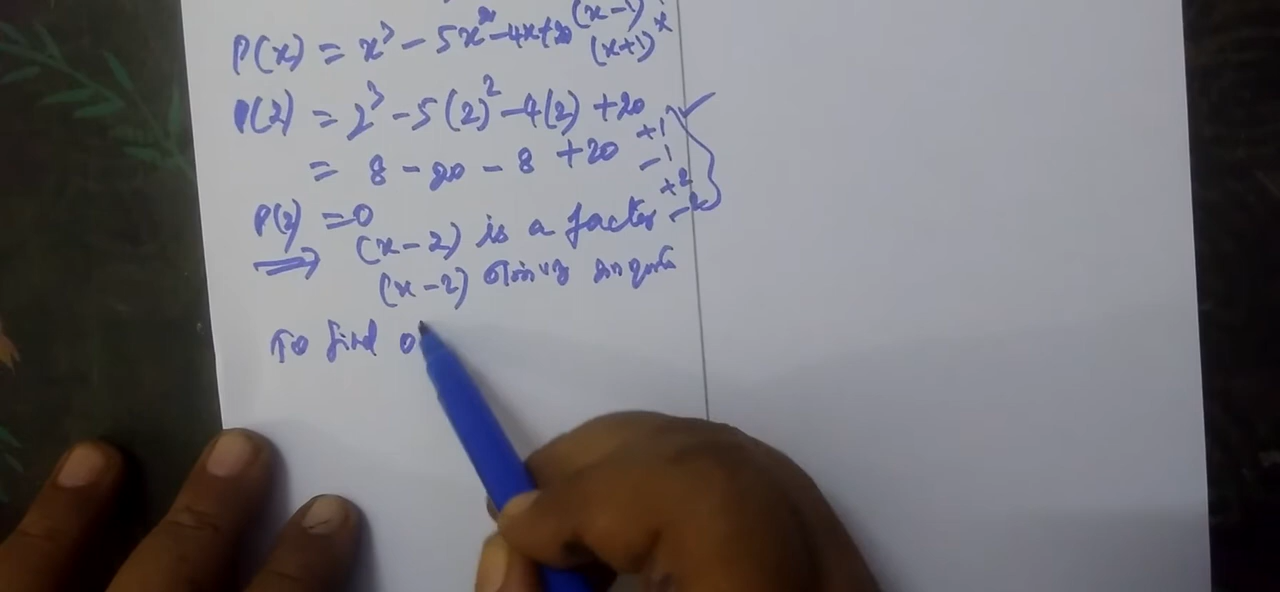 P(x) = x³ - 5x² - 4x + 20 (x-1) x
(x+1) x
P(2) = 2³ - 5(2)² - 4(2) + 20
= 8 - 20 - 8 + 20
+1
-1
+2
-2
P(2) = 0
⟹ (x-2) is a factor
(x-2)
To find o